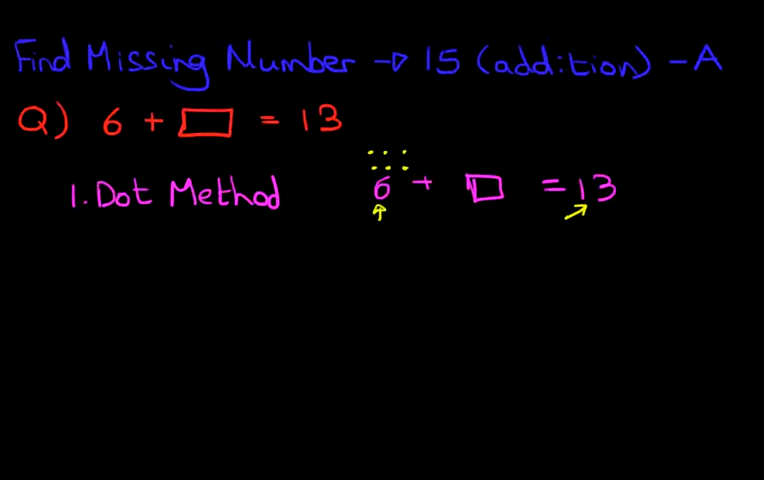 Find Missing Number → 15 (addition) - A
Q) 6 + □ = 13
1. Dot Method 6 + □ = 13